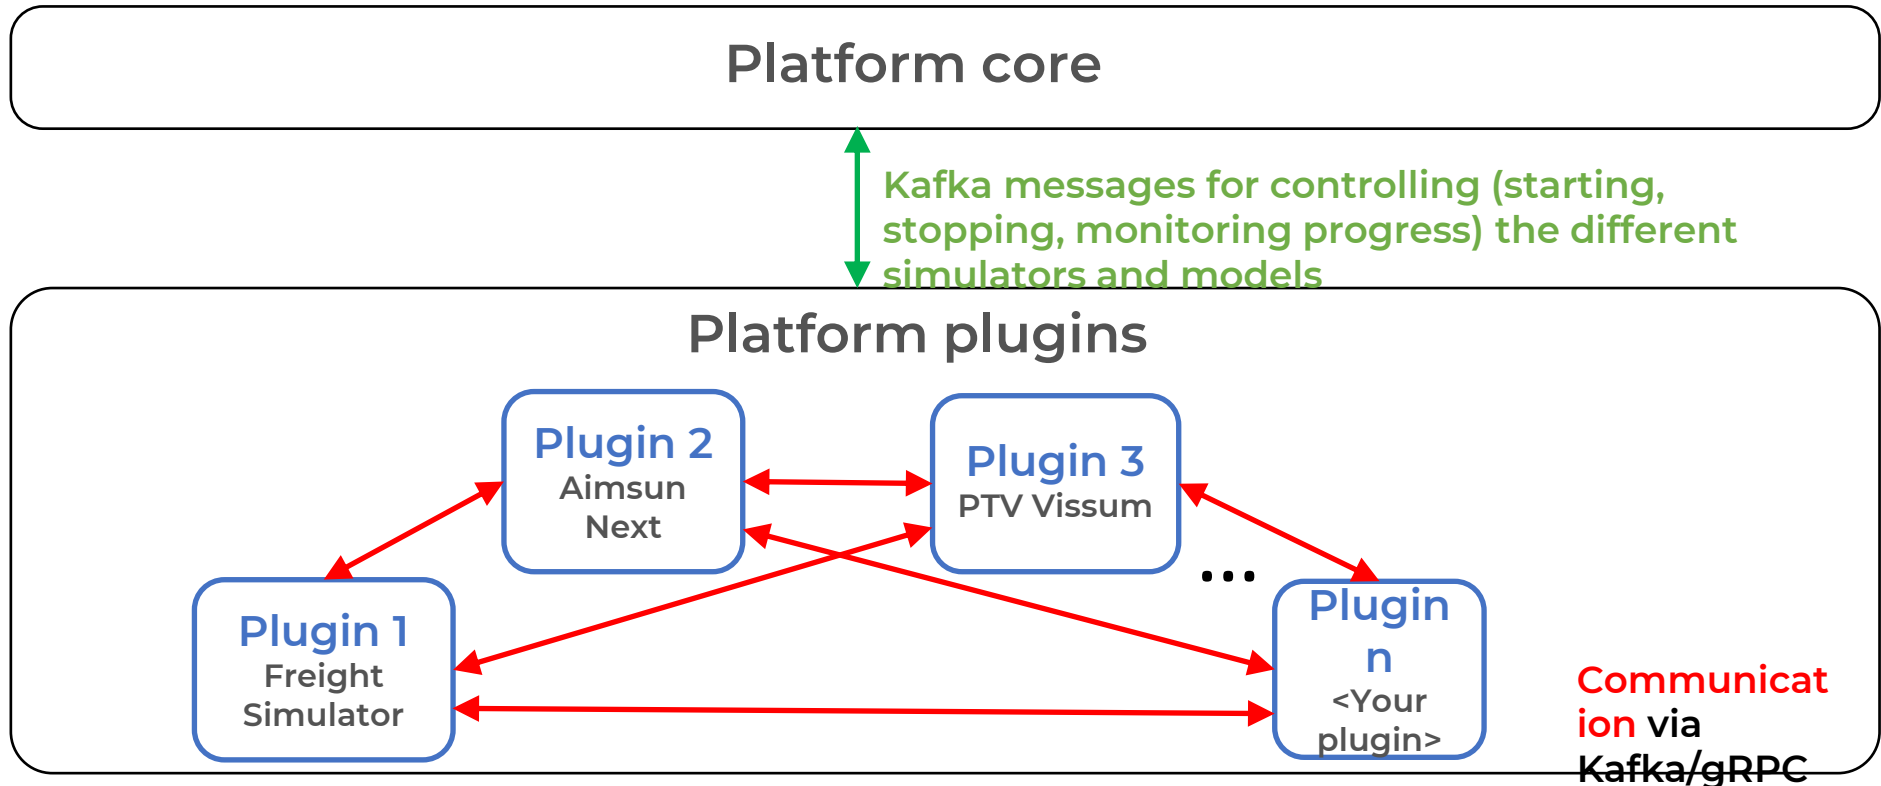 Platform core
Kafka messages for controlling (starting,
stopping, monitoring progress) the different
simulators and models
Platform plugins
Plugin 2
Aimsun
Next
Plugin 3
PTV Vissum
...
Plugin 1
Freight
Simulator
Plugin
n
<Your
plugin>
Communicat
ion via
Kafka/gRPC